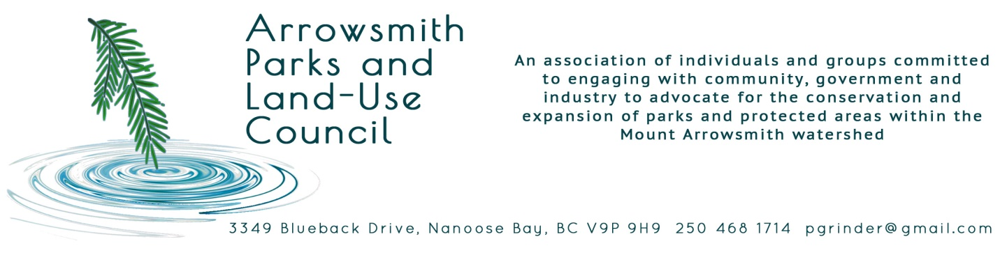 Arrowsmith
Parks and
Land-Use
Council
An association of individuals and groups committed
to engaging with community, government and
industry to advocate for the conservation and
expansion of parks and protected areas within the
Mount Arrowsmith watershed
3349 Blueback Drive, Nanoose Bay, BC V9P 9H9 250 468 1714 pgrinder@gmail.com